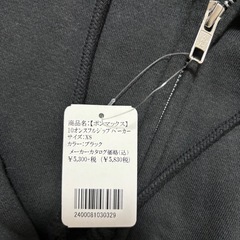 商品名:【ボンマックス】
10オンスフルジップパーカー
サイズ:XS
カラー:ブラック
メーカーカタログ価格(込)
¥5,300+税 (¥5,830税)
2400081030329